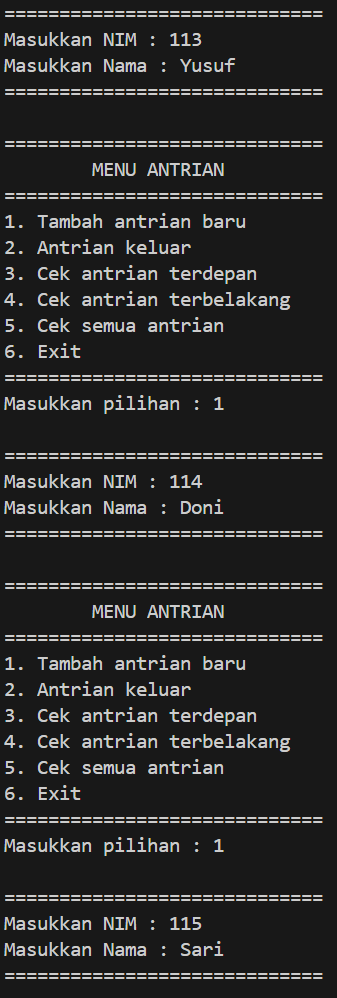 =============================
Masukkan NIM : 113
Masukkan Nama : Yusuf
=============================
=============================
MENU ANTRIAN
=============================
1. Tambah antrian baru
2. Antrian keluar
3. Cek antrian terdepan
4. Cek antrian terbelakang
5. Cek semua antrian
6. Exit
=============================
Masukkan pilihan : 1
=============================
Masukkan NIM : 114
Masukkan Nama : Doni
=============================
=============================
MENU ANTRIAN
=============================
1. Tambah antrian baru
2. Antrian keluar
3. Cek antrian terdepan
4. Cek antrian terbelakang
5. Cek semua antrian
6. Exit
=============================
Masukkan pilihan : 1
=============================
Masukkan NIM : 115
Masukkan Nama : Sari
=============================